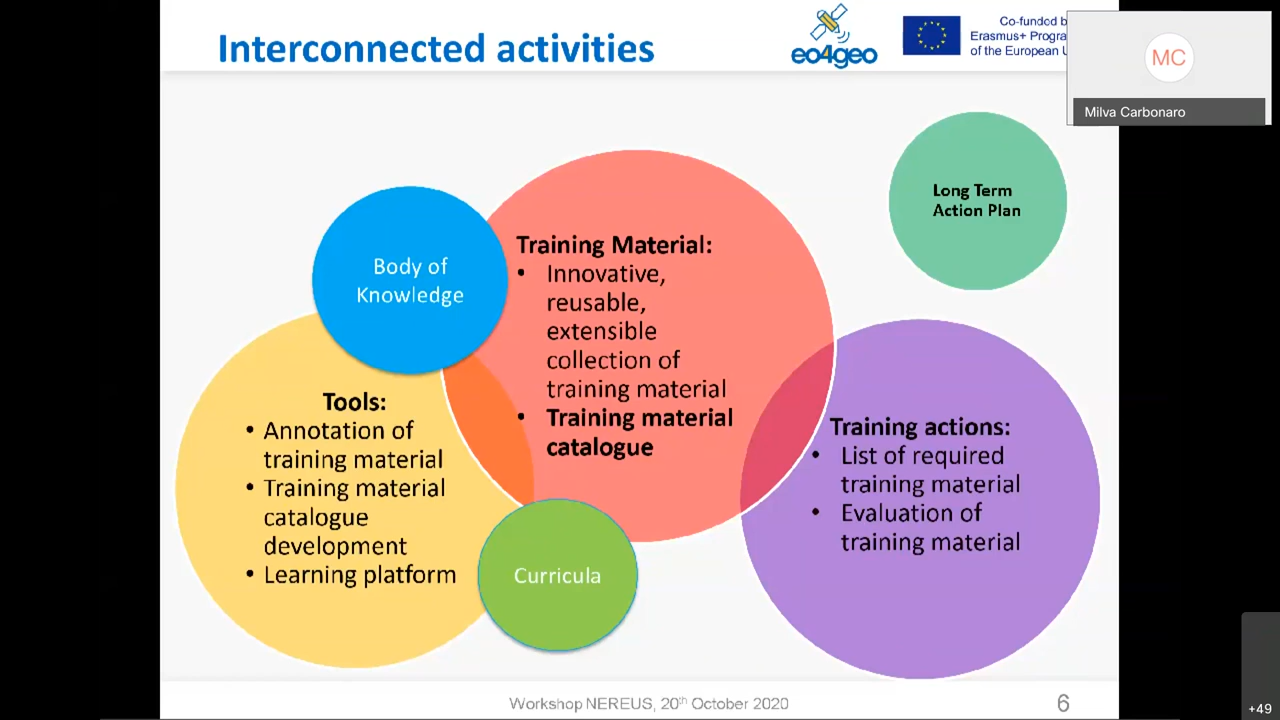 Interconnected activities
eo4geo
Co-funded b
Erasmus+ Progra
of the European U
MC
Milva Carbonaro
Long Term
Action Plan
Body of
Knowledge
Training Material:
• Innovative,
reusable,
extensible
collection of
training material
• Training material
catalogue
Tools:
• Annotation of
training material
• Training material
catalogue
development
• Learning platform
Curricula
Training actions:
• List of required
training material
• Evaluation of
training material
Workshop NEREUS, 20th October 2020
6
+49